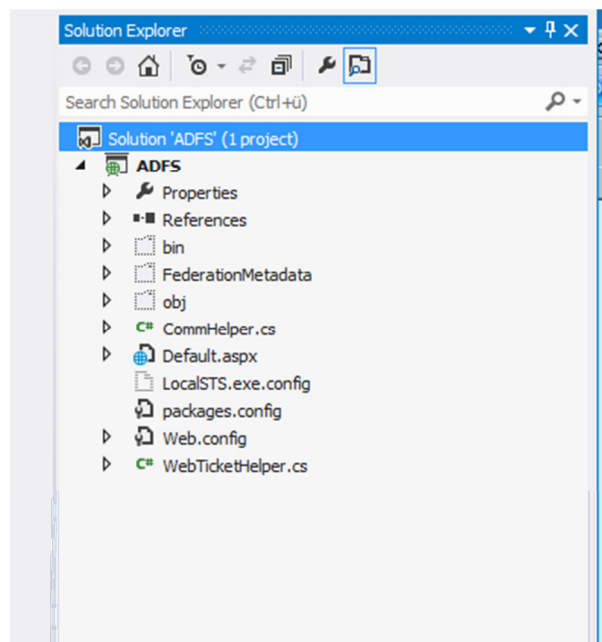 Solution Explorer
Search Solution Explorer (Ctrl+ü)
Solution 'ADFS' (1 project)
ADFS
Properties
References
bin
FederationMetadata
obj
C# CommHelper.cs
Default.aspx
LocalSTS.exe.config
packages.config
Web.config
C# WebTicketHelper.cs